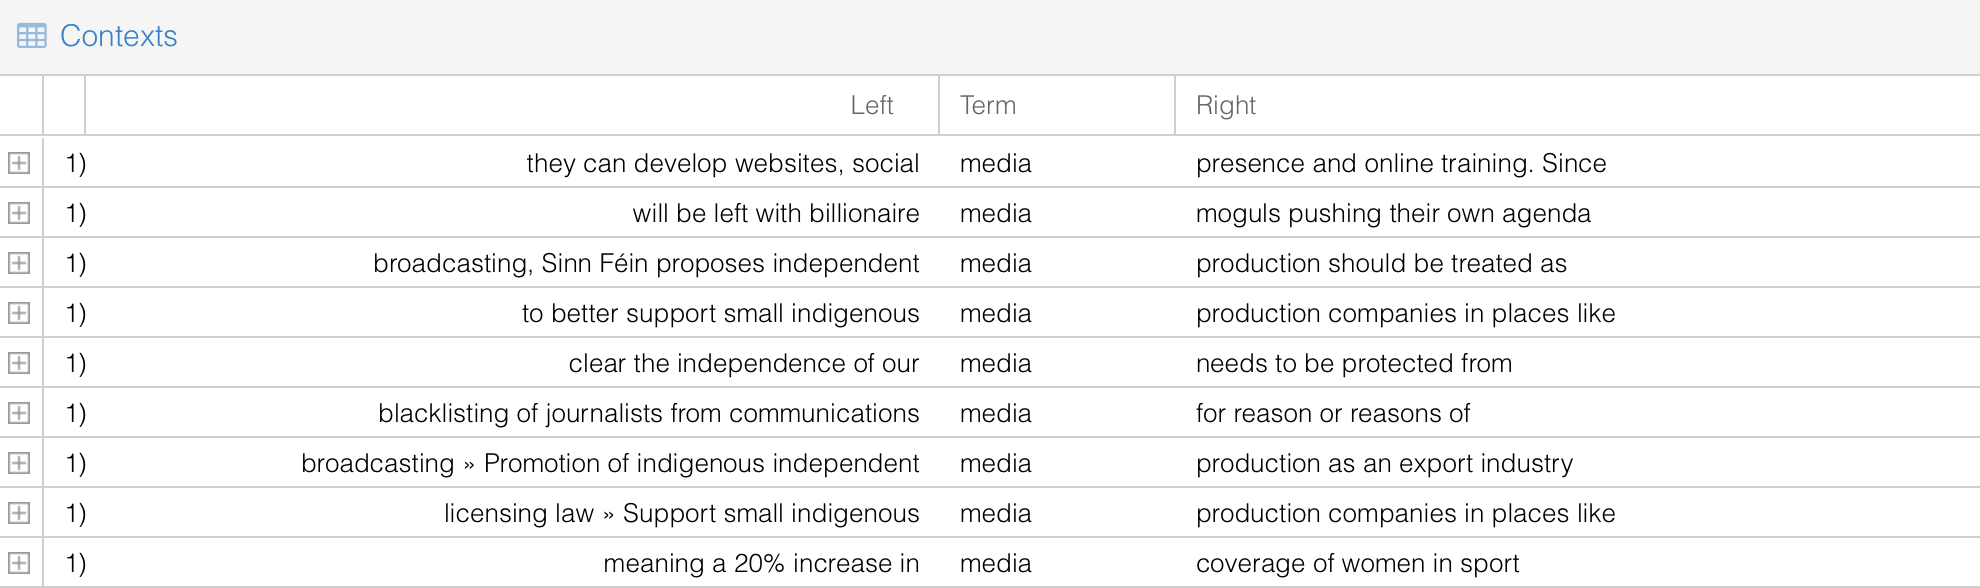 Contexts
Left Term Right
1) they can develop websites, social media presence and online training. Since
1) will be left with billionaire media moguls pushing their own agenda
1) broadcasting, Sinn Féin proposes independent media production should be treated as
1) to better support small indigenous media production companies in places like
1) clear the independence of our media needs to be protected from
1) blacklisting of journalists from communications media for reason or reasons of
1) broadcasting » Promotion of indigenous independent media production as an export industry
1) licensing law » Support small indigenous media production companies in places like
1) meaning a 20% increase in media coverage of women in sport